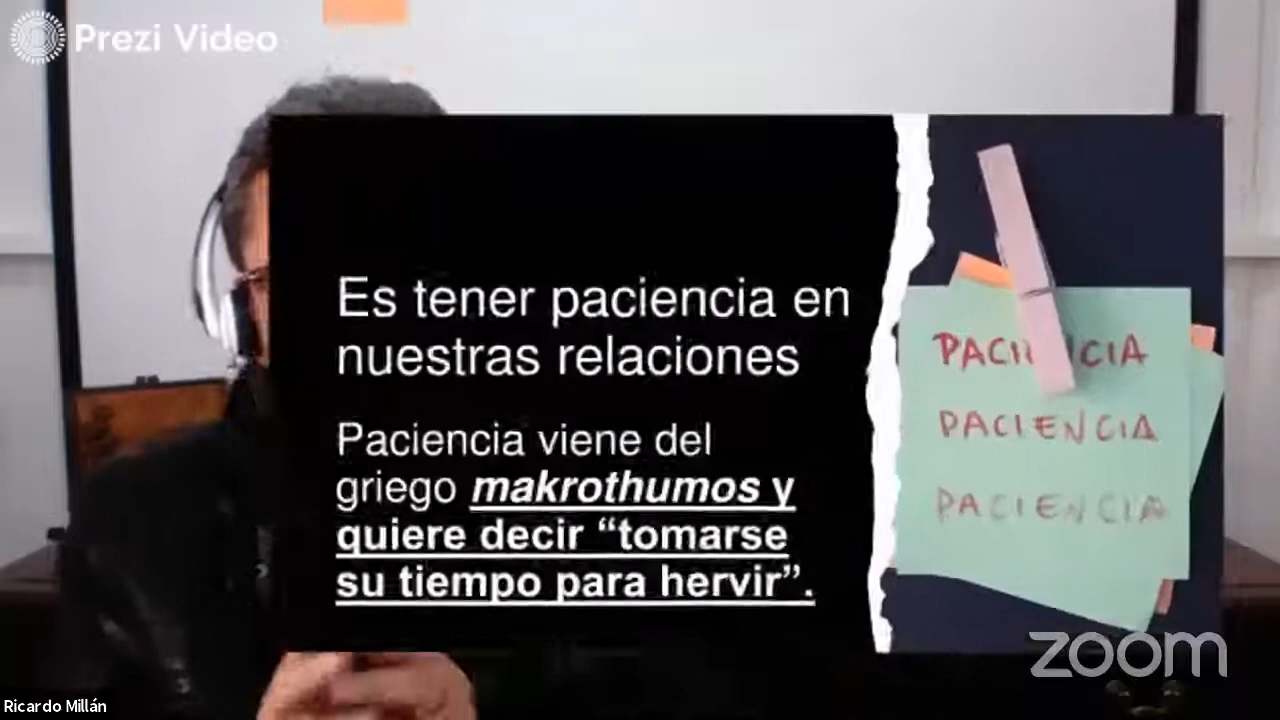 Prezi Video
Es tener paciencia en
nuestras relaciones
Paciencia viene del
griego makrothumos y
quiere decir “tomarse
su tiempo para hervir”.
PACIENCIA
PACIENCIA
PACIENCIA
zoom
Ricardo Millán